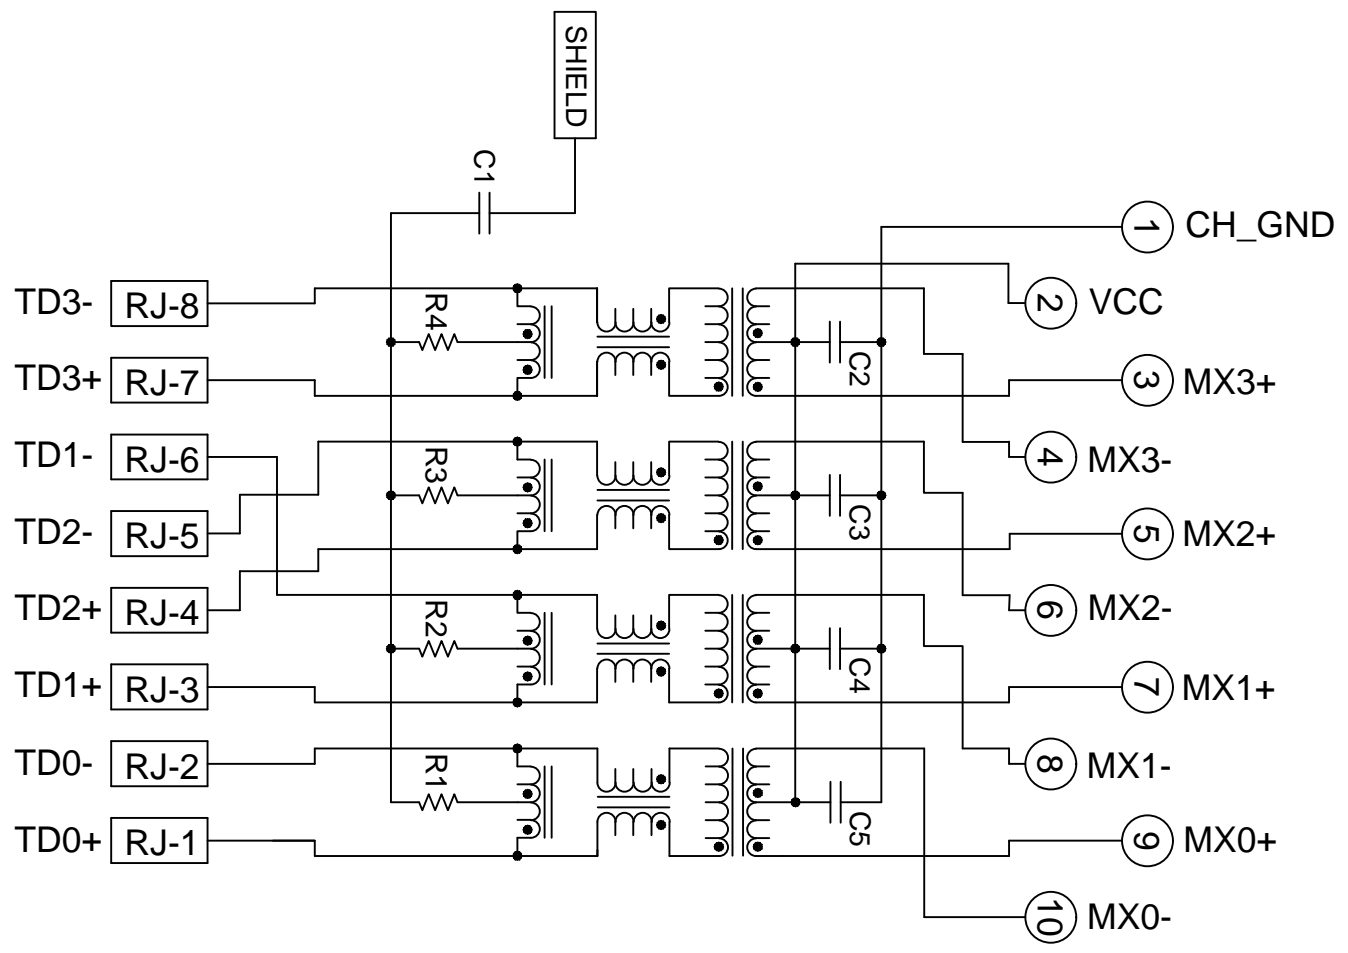 SHIELD
C1
1 CH_GND
TD3- RJ-8
R4
2 VCC
C2
TD3+ RJ-7
3 MX3+
TD1- RJ-6
R3
4 MX3-
TD2- RJ-5
C3
5 MX2+
TD2+ RJ-4
R2
6 MX2-
TD1+ RJ-3
C4
7 MX1+
TD0- RJ-2
R1
8 MX1-
TD0+ RJ-1
C5
9 MX0+
10 MX0-